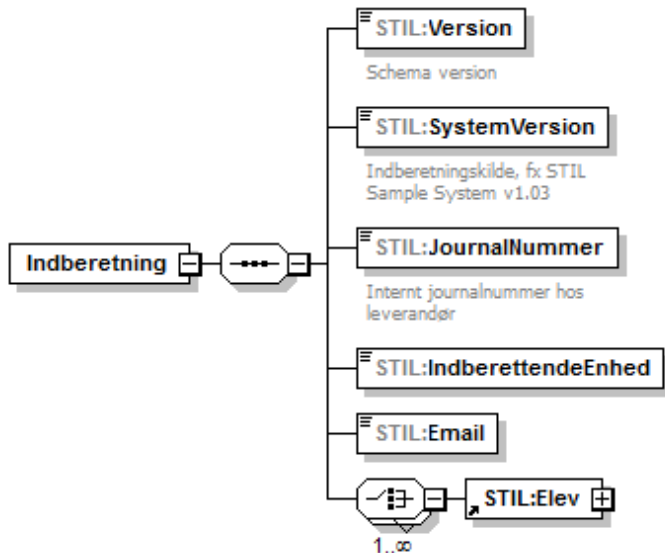 STIL:Version
Schema version
STIL:SystemVersion
Indberetningskilde, fx STIL
Sample System v1.03
Indberetning
STIL:JournalNummer
Internt journalnummer hos
leverandør
STIL:IndberettendeEnhed
STIL:Email
STIL:Elev
1..∞